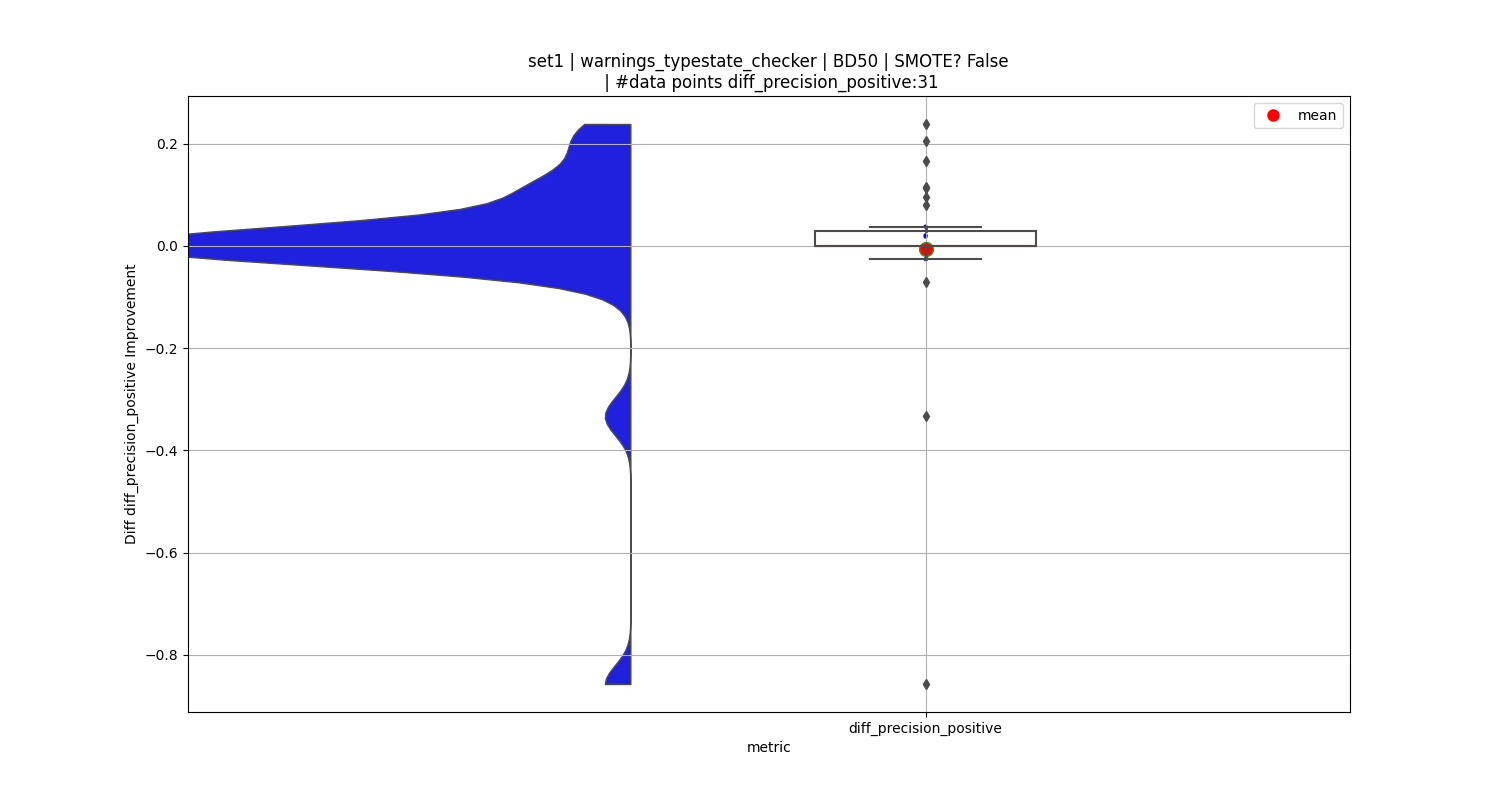 set1 | warnings_typestate_checker | BD50 | SMOTE? False
| #data points diff_precision_positive:31
mean
0.2
0.0
−0.2
−0.4
−0.6
−0.8
Diff diff_precision_positive Improvement
diff_precision_positive
metric